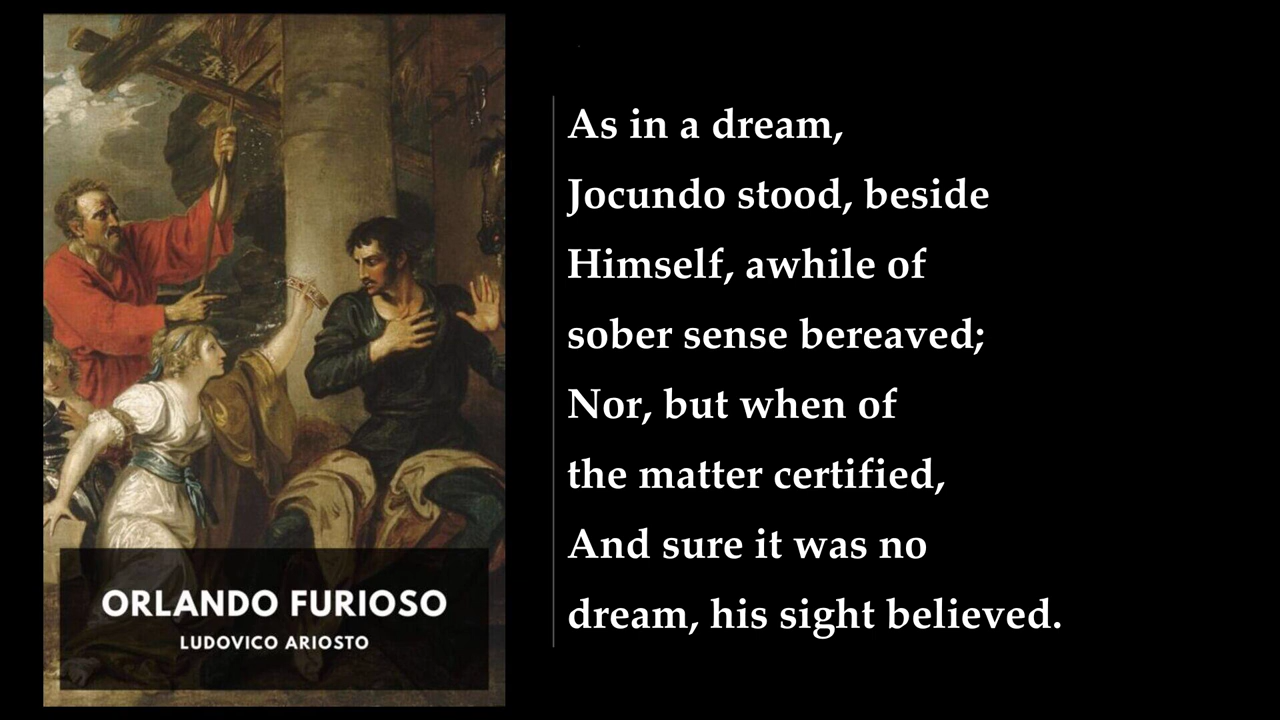 As in a dream,
Jocundo stood, beside
Himself, awhile of
sober sense bereaved;
Nor, but when of
the matter certified,
And sure it was no
dream, his sight believed.
ORLANDO FURIOSO
LUDOVICO ARIOSTO